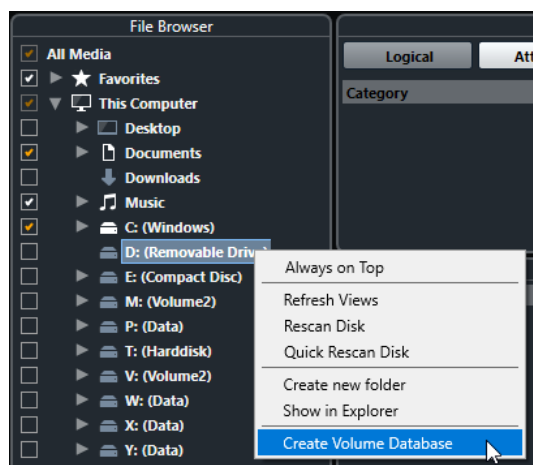 File Browser
All Media
Favorites
This Computer
Desktop
Documents
Downloads
Music
C: (Windows)
D: (Removable Drive)
E: (Compact Disc)
M: (Volume2)
P: (Data)
T: (Harddisk)
V: (Volume2)
W: (Data)
X: (Data)
Y: (Data)
Logical
Att
Category
Always on Top
Refresh Views
Rescan Disk
Quick Rescan Disk
Create new folder
Show in Explorer
Create Volume Database